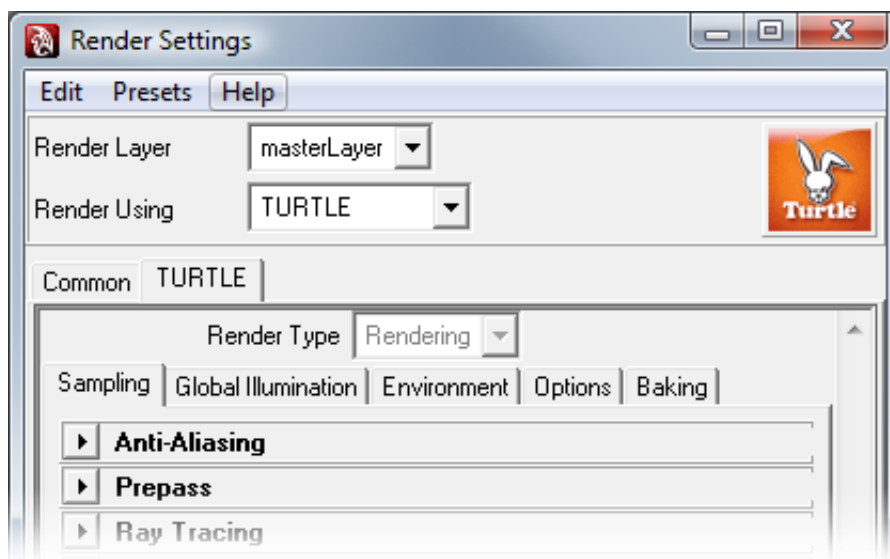 Render Settings
Edit Presets Help
Render Layer masterLayer
Render Using TURTLE
Turtle
Common TURTLE
Render Type Rendering
Sampling Global Illumination Environment Options Baking
Anti-Aliasing
Prepass
Ray Tracing